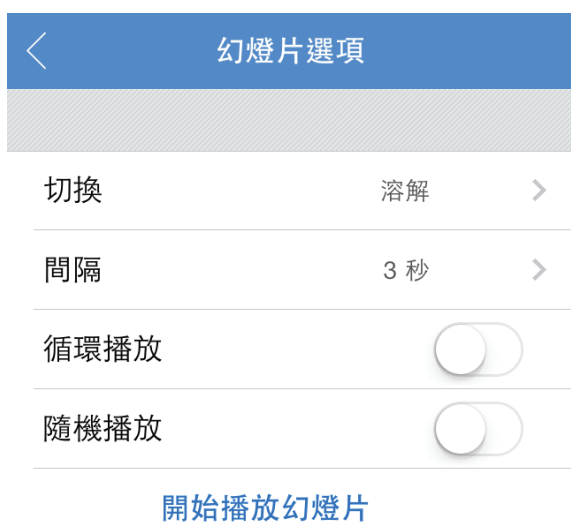 幻燈片選項
切換 溶解
間隔 3 秒
循環播放
隨機播放
開始播放幻燈片